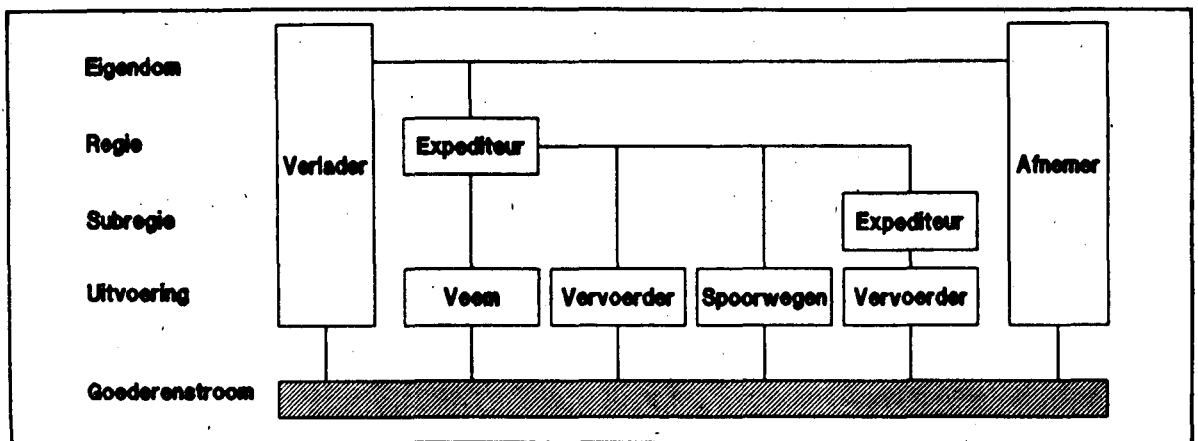 Eigendom
Regie
Expediteur
Verlader
Afnemer
Subregie
Expediteur
Uitvoering
Veem
Vervoerder
Spoorwegen
Vervoerder
Goederenstroom